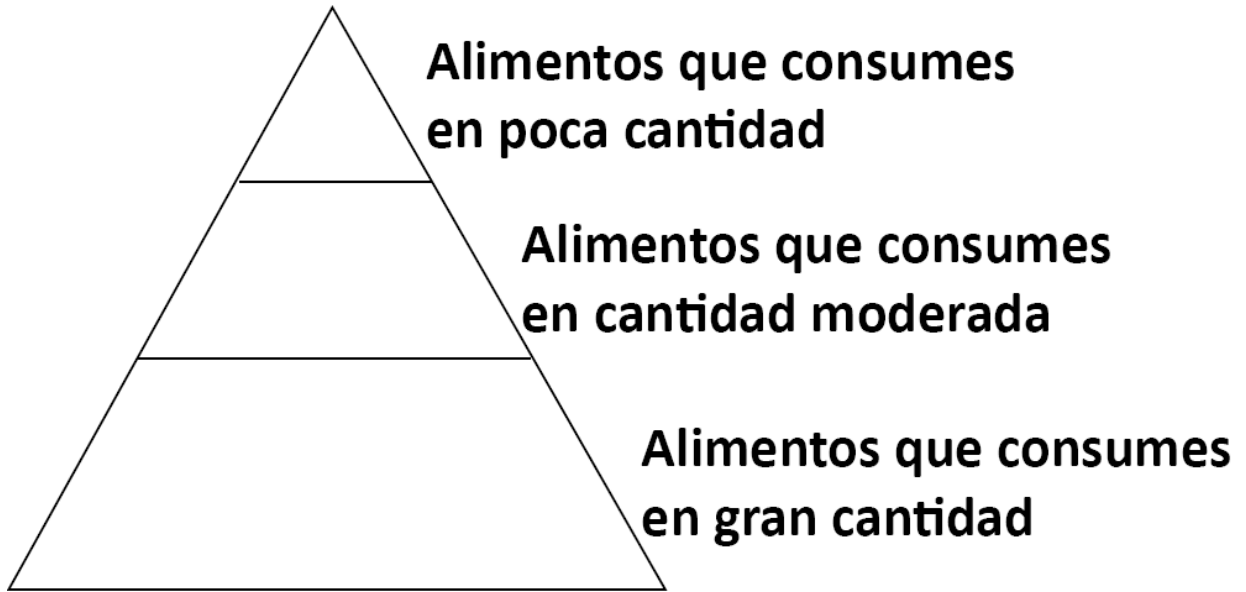 Alimentos que consumes
en poca cantidad
Alimentos que consumes
en cantidad moderada
Alimentos que consumes
en gran cantidad